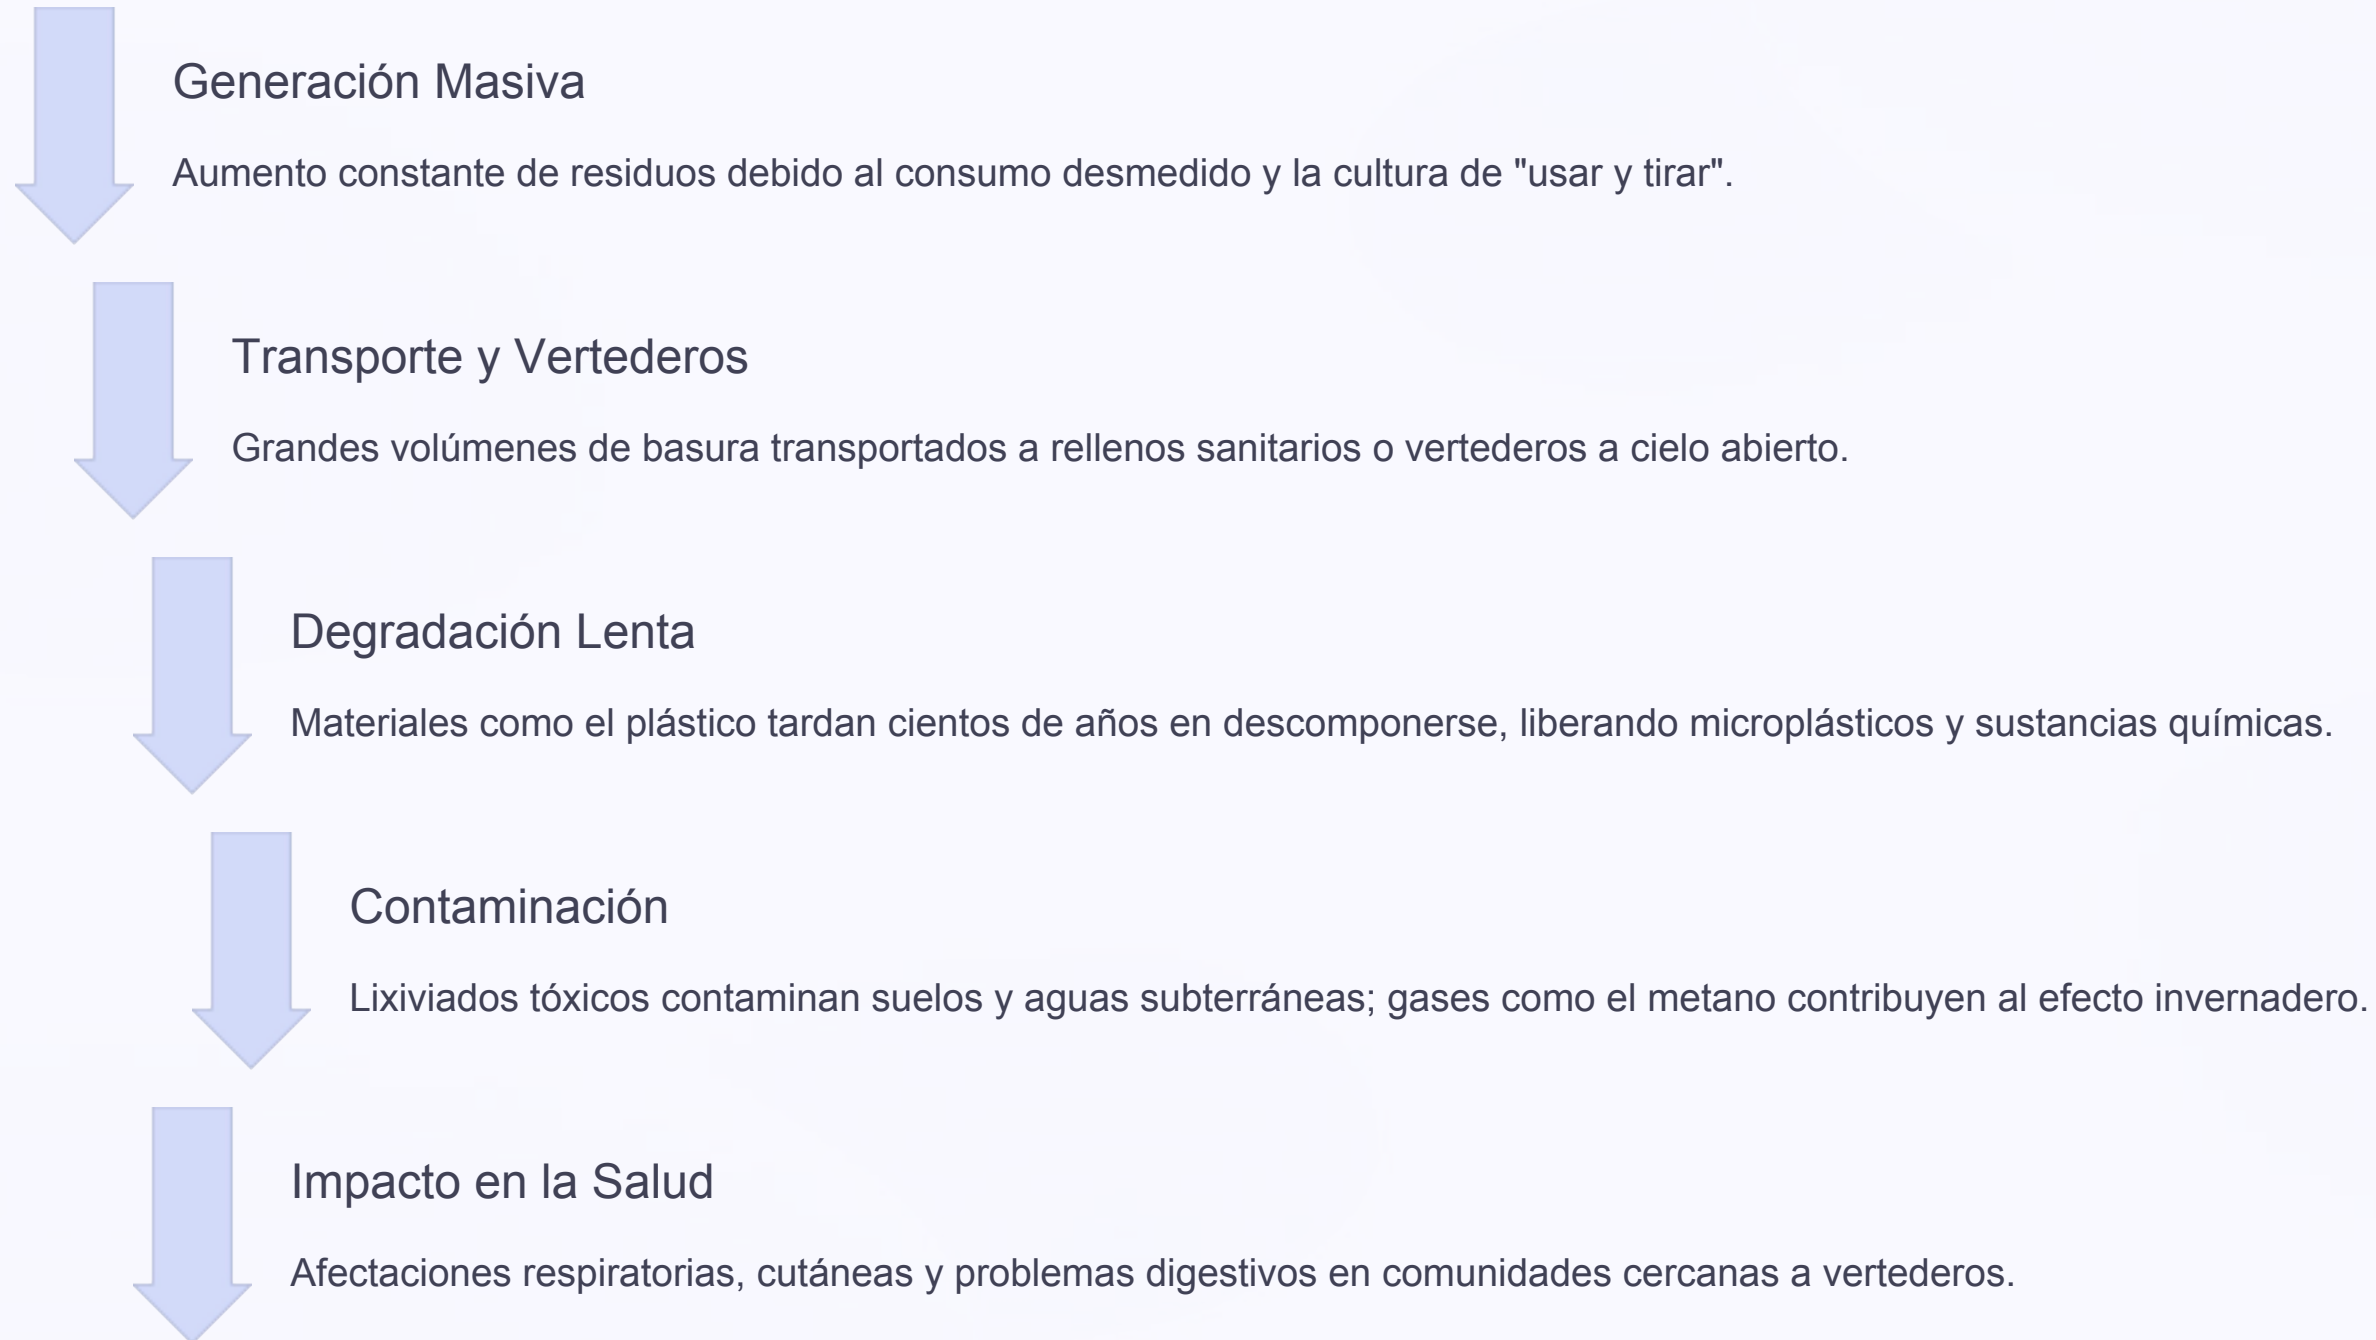 Generación Masiva
Aumento constante de residuos debido al consumo desmedido y la cultura de "usar y tirar".
Transporte y Vertederos
Grandes volúmenes de basura transportados a rellenos sanitarios o vertederos a cielo abierto.
Degradación Lenta
Materiales como el plástico tardan cientos de años en descomponerse, liberando microplásticos y sustancias químicas.
Contaminación
Lixiviados tóxicos contaminan suelos y aguas subterráneas; gases como el metano contribuyen al efecto invernadero.
Impacto en la Salud
Afectaciones respiratorias, cutáneas y problemas digestivos en comunidades cercanas a vertederos.